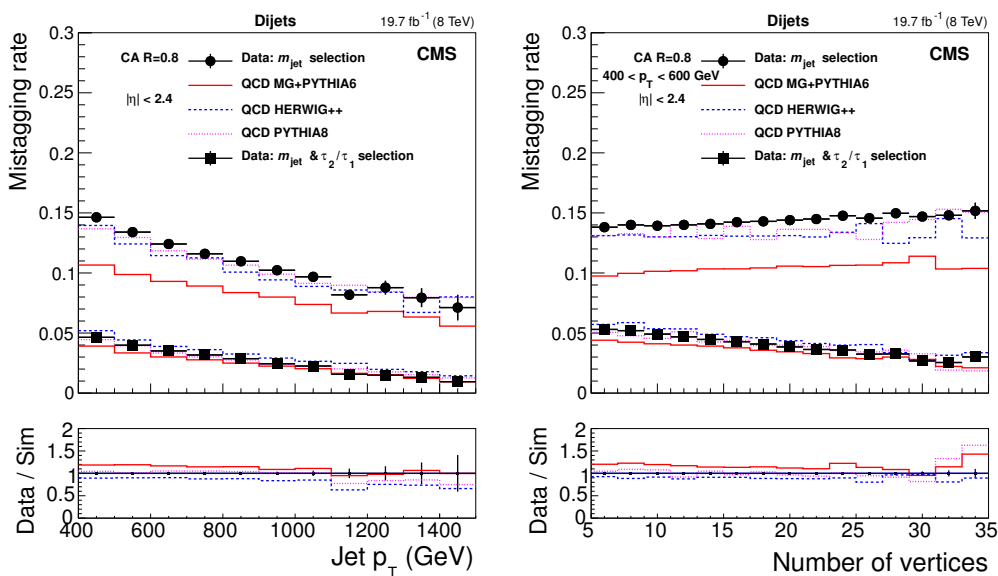 Dijets 19.7 fb⁻¹ (8 TeV)
Mistagging rate
0.3
0.25
0.2
0.15
0.1
0.05
0
CA R=0.8
|η| < 2.4
CMS
Data: m_jet selection
QCD MG+PYTHIA6
QCD HERWIG++
QCD PYTHIA8
Data: m_jet & τ₂/τ₁ selection
Data / Sim
2
1.5
1
0.5
0
400 600 800 1000 1200 1400
Jet p_T (GeV)
Dijets 19.7 fb⁻¹ (8 TeV)
Mistagging rate
0.3
0.25
0.2
0.15
0.1
0.05
0
CA R=0.8
400 < p_T < 600 GeV
|η| < 2.4
CMS
Data: m_jet selection
QCD MG+PYTHIA6
QCD HERWIG++
QCD PYTHIA8
Data: m_jet & τ₂/τ₁ selection
Data / Sim
2
1.5
1
0.5
0
5 10 15 20 25 30 35
Number of vertices